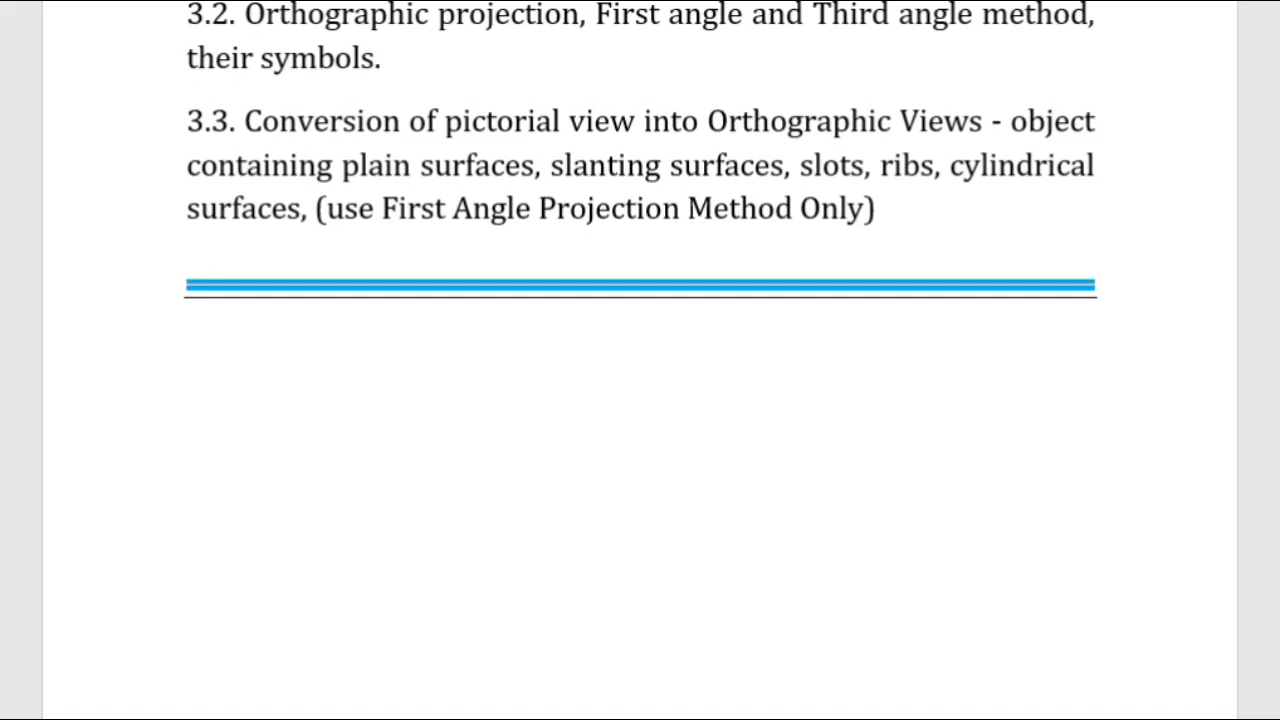 3.2. Orthographic projection, First angle and Third angle method,
their symbols.
3.3. Conversion of pictorial view into Orthographic Views - object
containing plain surfaces, slanting surfaces, slots, ribs, cylindrical
surfaces, (use First Angle Projection Method Only)